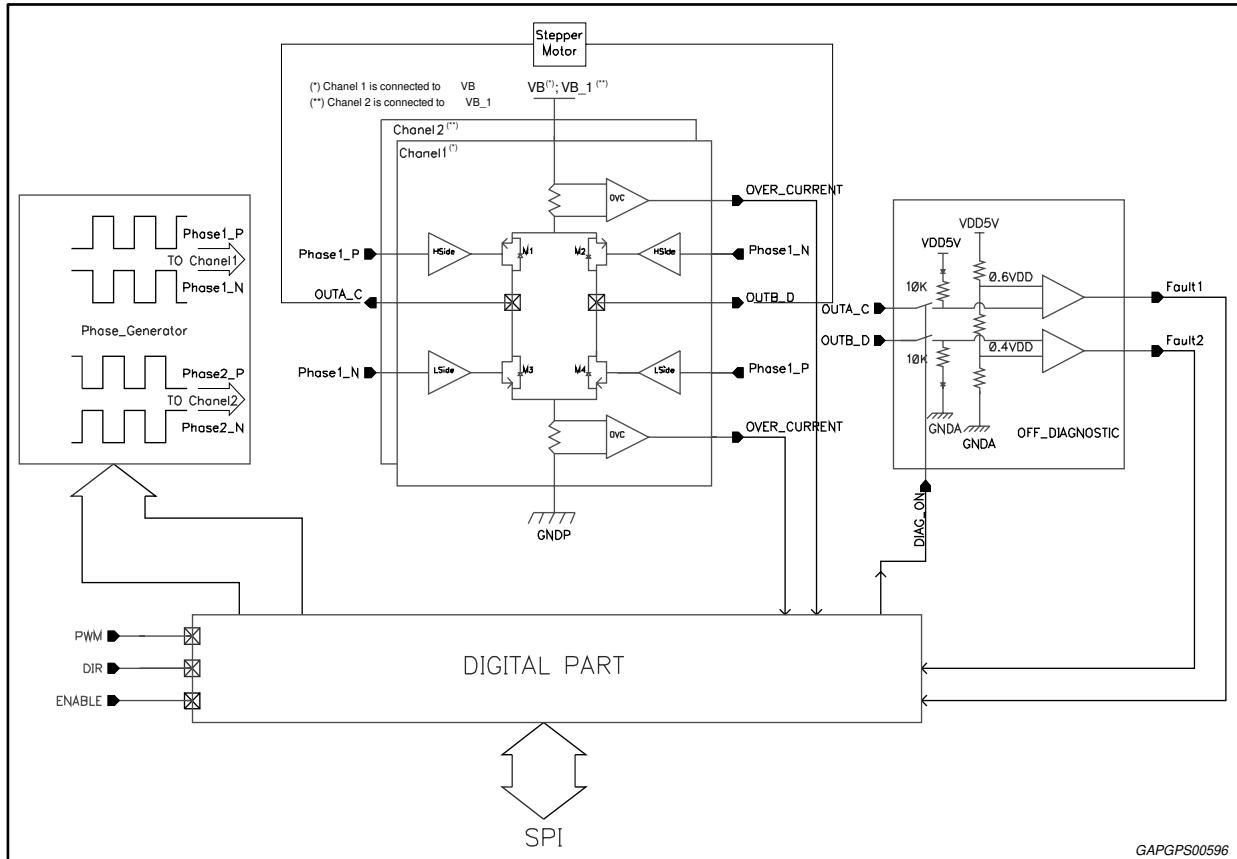 Stepper
Motor
(*) Chanel 1 is connected to VB
(**) Chanel 2 is connected to VB_1
VB(*); VB_1 (**)
Chanel2(**)
Chanel1(*)
OVC
OVER_CURRENT
Phase1_P
HSide
M1
M2
HSide
Phase1_N
OUTA_C
OUTB_D
Phase1_N
LSide
M3
M4
LSide
Phase1_P
OVC
OVER_CURRENT
GNDP
Phase1_P
TO Chanel1
Phase1_N
Phase_Generator
Phase2_P
TO Chanel2
Phase2_N
VDD5V
VDD5V
10K
0.6VDD
OUTA_C
OUTB_D
10K
0.4VDD
GNDA
GNDA
OFF_DIAGNOSTIC
Fault1
Fault2
DIAG_ON
PWM
DIR
ENABLE
DIGITAL PART
SPI
GAPGPS00596